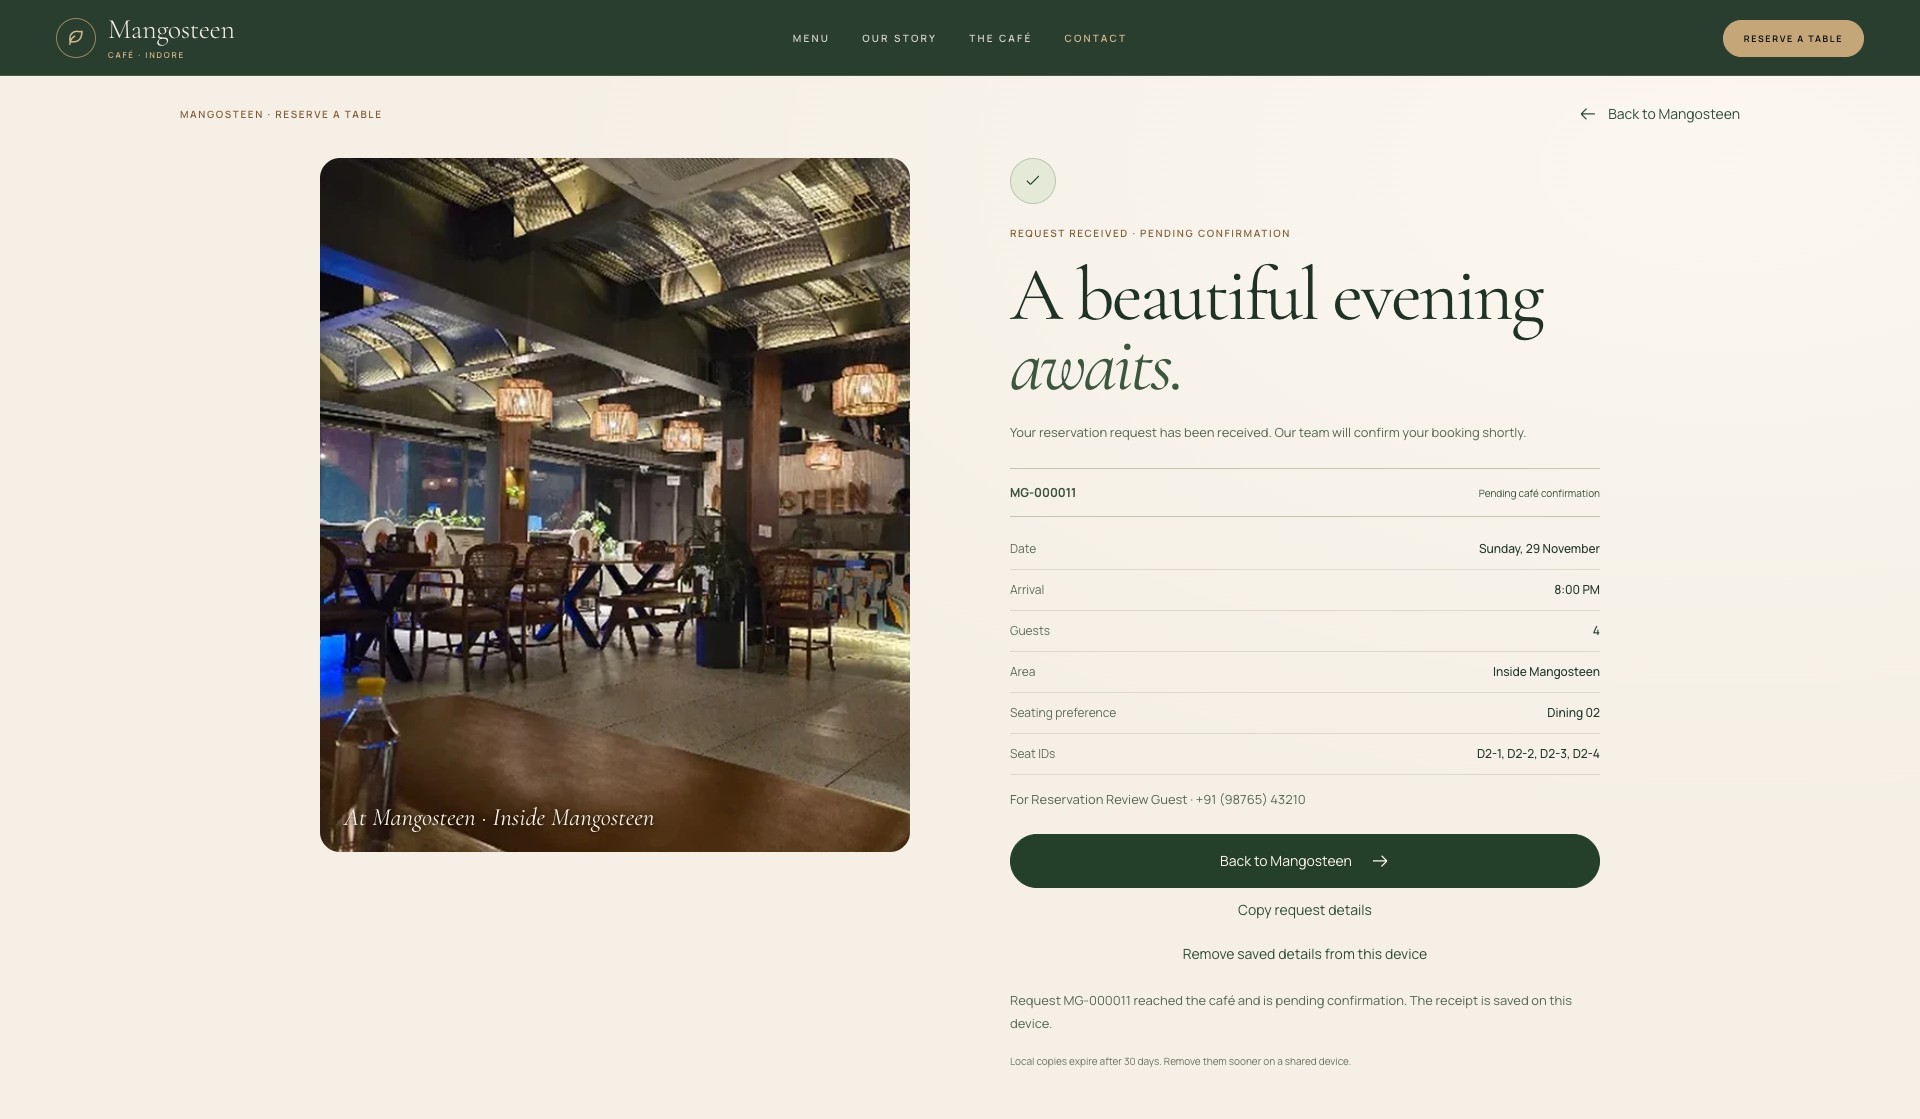 Mangosteen
CAFÉ · INDORE
MENU
OUR STORY
THE CAFÉ
CONTACT
RESERVE A TABLE
MANGOSTEEN · RESERVE A TABLE
Back to Mangosteen
STEEN
At Mangosteen · Inside Mangosteen
REQUEST RECEIVED · PENDING CONFIRMATION
A beautiful evening
awaits.
Your reservation request has been received. Our team will confirm your booking shortly.
MG-000011
Pending café confirmation
Date
Sunday, 29 November
Arrival
8:00 PM
Guests
4
Area
Inside Mangosteen
Seating preference
Dining 02
Seat IDs
D2-1, D2-2, D2-3, D2-4
For Reservation Review Guest · +91 (98765) 43210
Back to Mangosteen
Copy request details
Remove saved details from this device
Request MG-000011 reached the café and is pending confirmation. The receipt is saved on this
device.
Local copies expire after 30 days. Remove them sooner on a shared device.